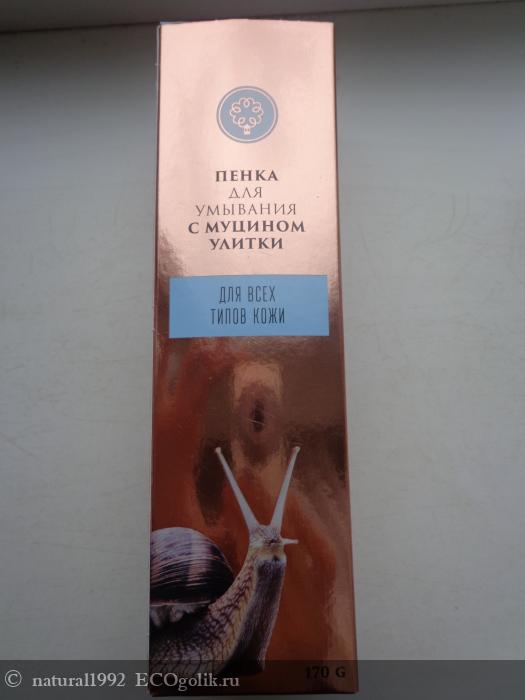 ПЕНКА
ДЛЯ
УМЫВАНИЯ
С МУЦИНОМ
УЛИТКИ
ДЛЯ ВСЕХ
ТИПОВ КОЖИ
170 G
© natural1992 ECOgolik.ru